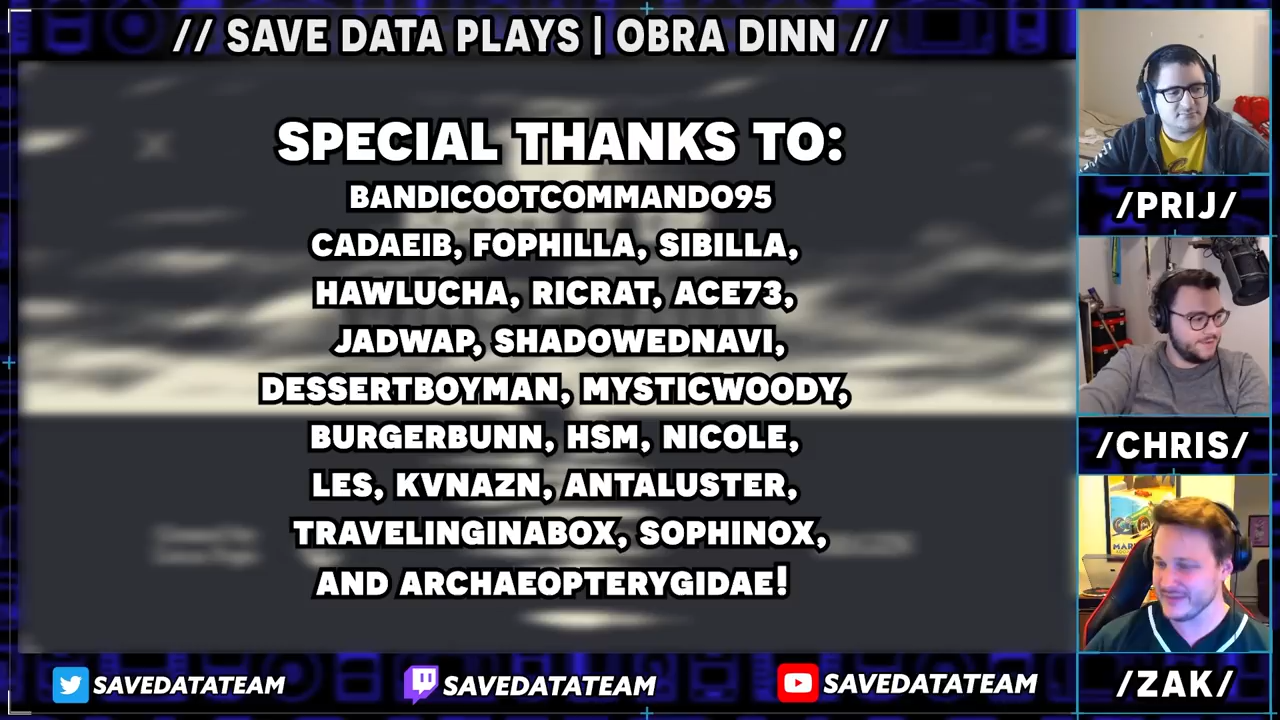 // SAVE DATA PLAYS | OBRA DINN //
SPECIAL THANKS TO:
BANDICOOTCOMMANDO95
CADAEIB, FOPHILLA, SIBILLA,
HAWLUCHA, RICRAT, ACE73,
JADWAP, SHADOWEDNAVI,
DESSERTBOYMAN, MYSTICWOODY,
BURGERBUNN, HSM, NICOLE,
LES, KVNAZN, ANTALUSTER,
TRAVELINGINABOX, SOPHINOX,
AND ARCHAEOPTERYGIDAE!
/PRIJ/
/CHRIS/
/ZAK/
SAVEDATATEAM
SAVEDATATEAM
SAVEDATATEAM